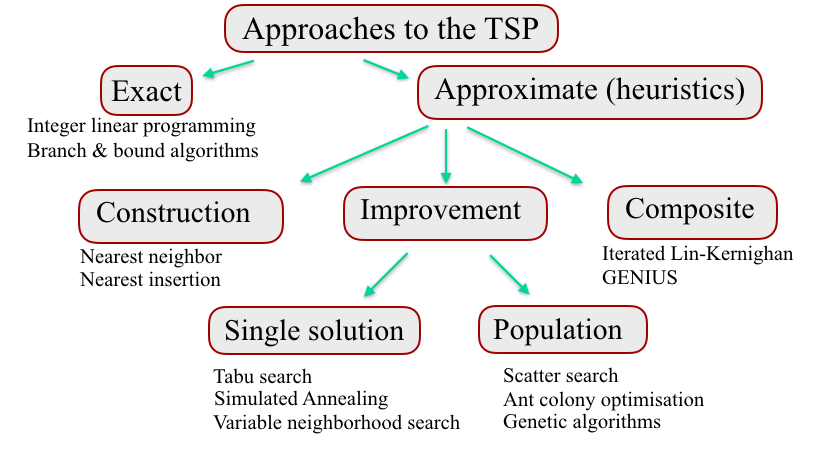 Approaches to the TSP
Exact
Approximate (heuristics)
Integer linear programming
Branch & bound algorithms
Construction
Improvement
Composite
Nearest neighbor
Nearest insertion
Iterated Lin-Kernighan
GENIUS
Single solution
Population
Tabu search
Simulated Annealing
Variable neighborhood search
Scatter search
Ant colony optimisation
Genetic algorithms